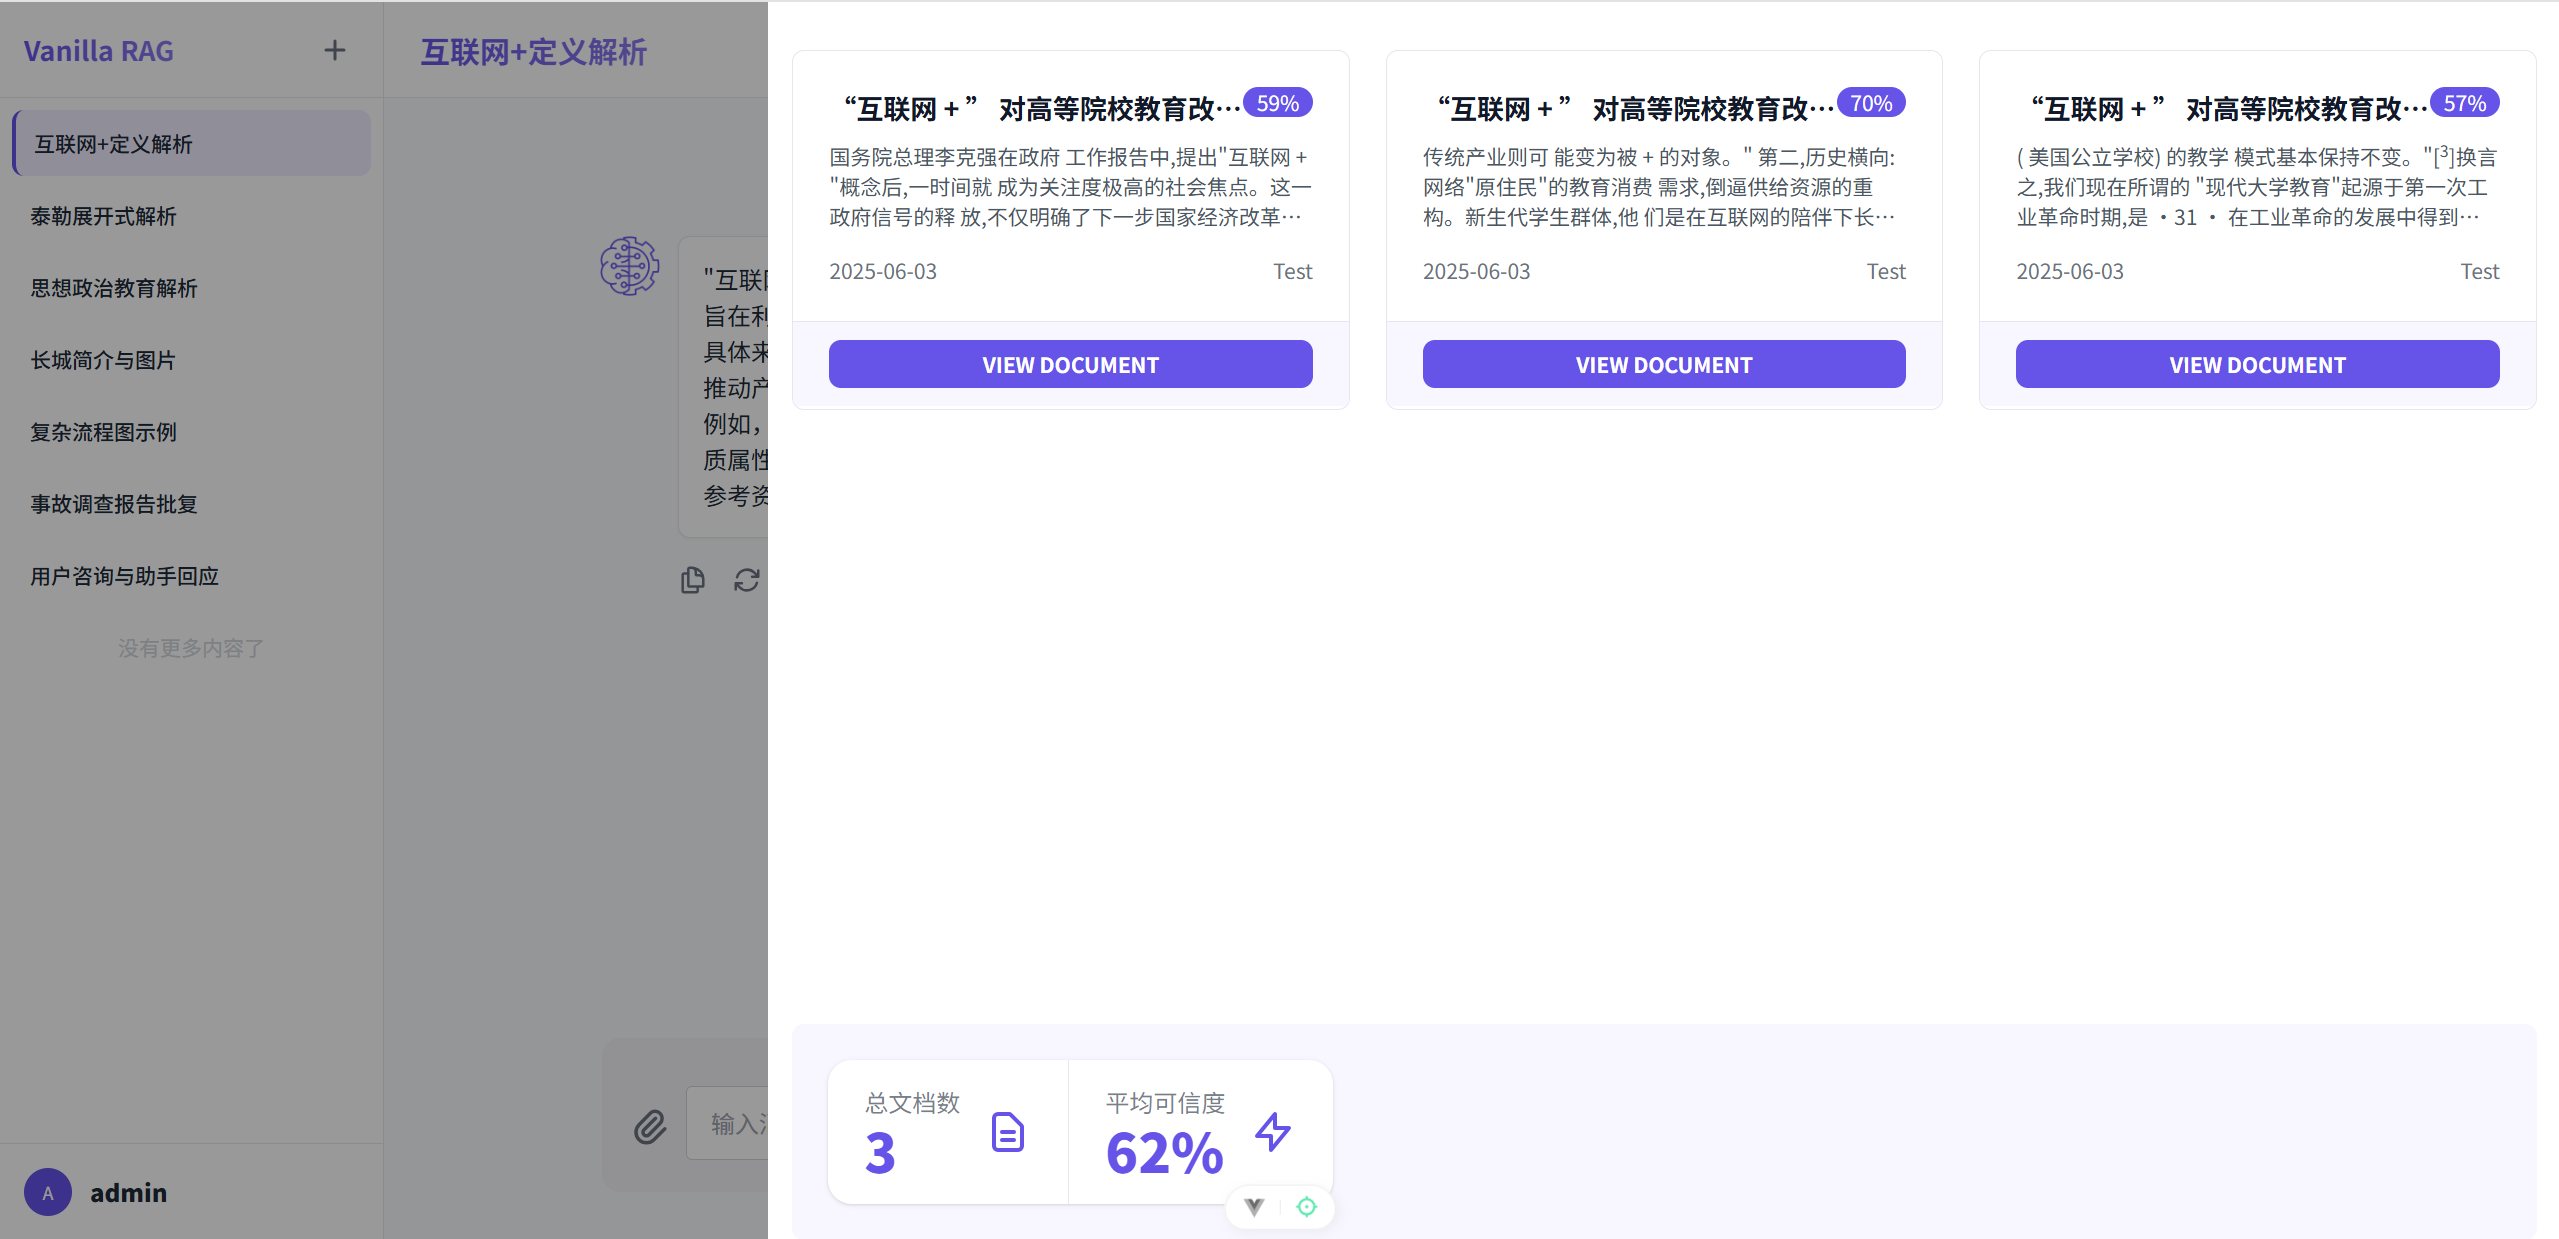 Vanilla RAG
互联网+定义解析
泰勒展开式解析
思想政治教育解析
长城简介与图片
复杂流程图示例
事故调查报告批复
用户咨询与助手回应
没有更多内容了
A admin
互联网+定义解析
"互联
旨在利
具体来
推动产
例如，
质属性
参考资
输入
“互联网 + ” 对高等院校教育改… 59%
国务院总理李克强在政府 工作报告中,提出"互联网 +
"概念后,一时间就 成为关注度极高的社会焦点。这一
政府信号的释 放,不仅明确了下一步国家经济改革…
2025-06-03 Test
VIEW DOCUMENT
“互联网 + ” 对高等院校教育改… 70%
传统产业则可 能变为被 + 的对象。" 第二,历史横向:
网络"原住民"的教育消费 需求,倒逼供给资源的重
构。新生代学生群体,他 们是在互联网的陪伴下长…
2025-06-03 Test
VIEW DOCUMENT
“互联网 + ” 对高等院校教育改… 57%
( 美国公立学校) 的教学 模式基本保持不变。"[3]换言
之,我们现在所谓的 "现代大学教育"起源于第一次工
业革命时期,是 ・31 ・ 在工业革命的发展中得到…
2025-06-03 Test
VIEW DOCUMENT
总文档数
3
平均可信度
62%